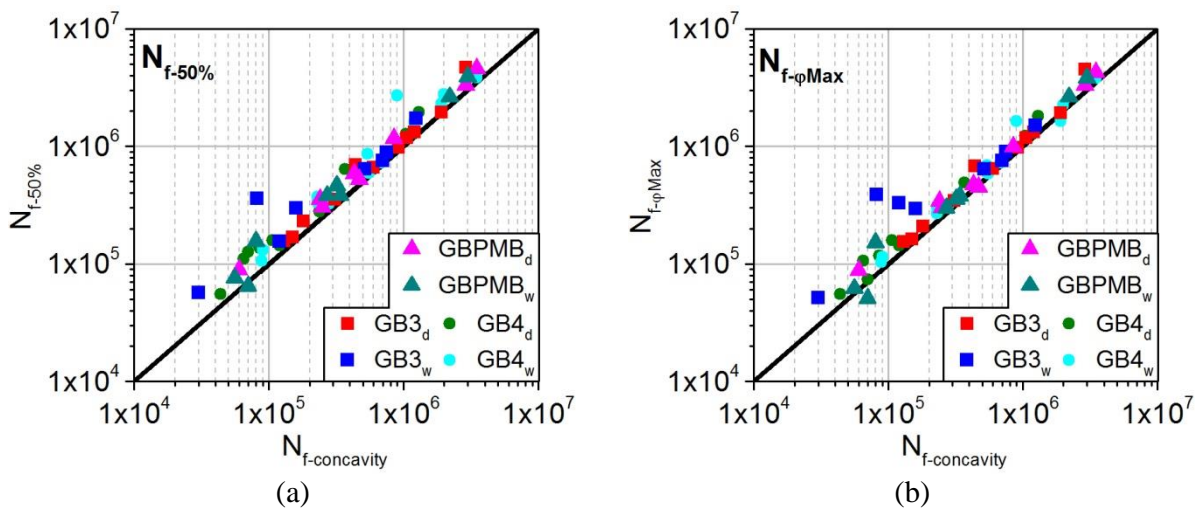 N_f-50%
N_f-50%
1x10^7
1x10^6
1x10^5
1x10^4
1x10^4 1x10^5 1x10^6 1x10^7
N_f-concavity
GBPMB_d
GBPMB_w
GB3_d GB4_d
GB3_w GB4_w
(a)
N_f-φMax
N_f-φMax
1x10^7
1x10^6
1x10^5
1x10^4
1x10^4 1x10^5 1x10^6 1x10^7
N_f-concavity
GBPMB_d
GBPMB_w
GB3_d GB4_d
GB3_w GB4_w
(b)